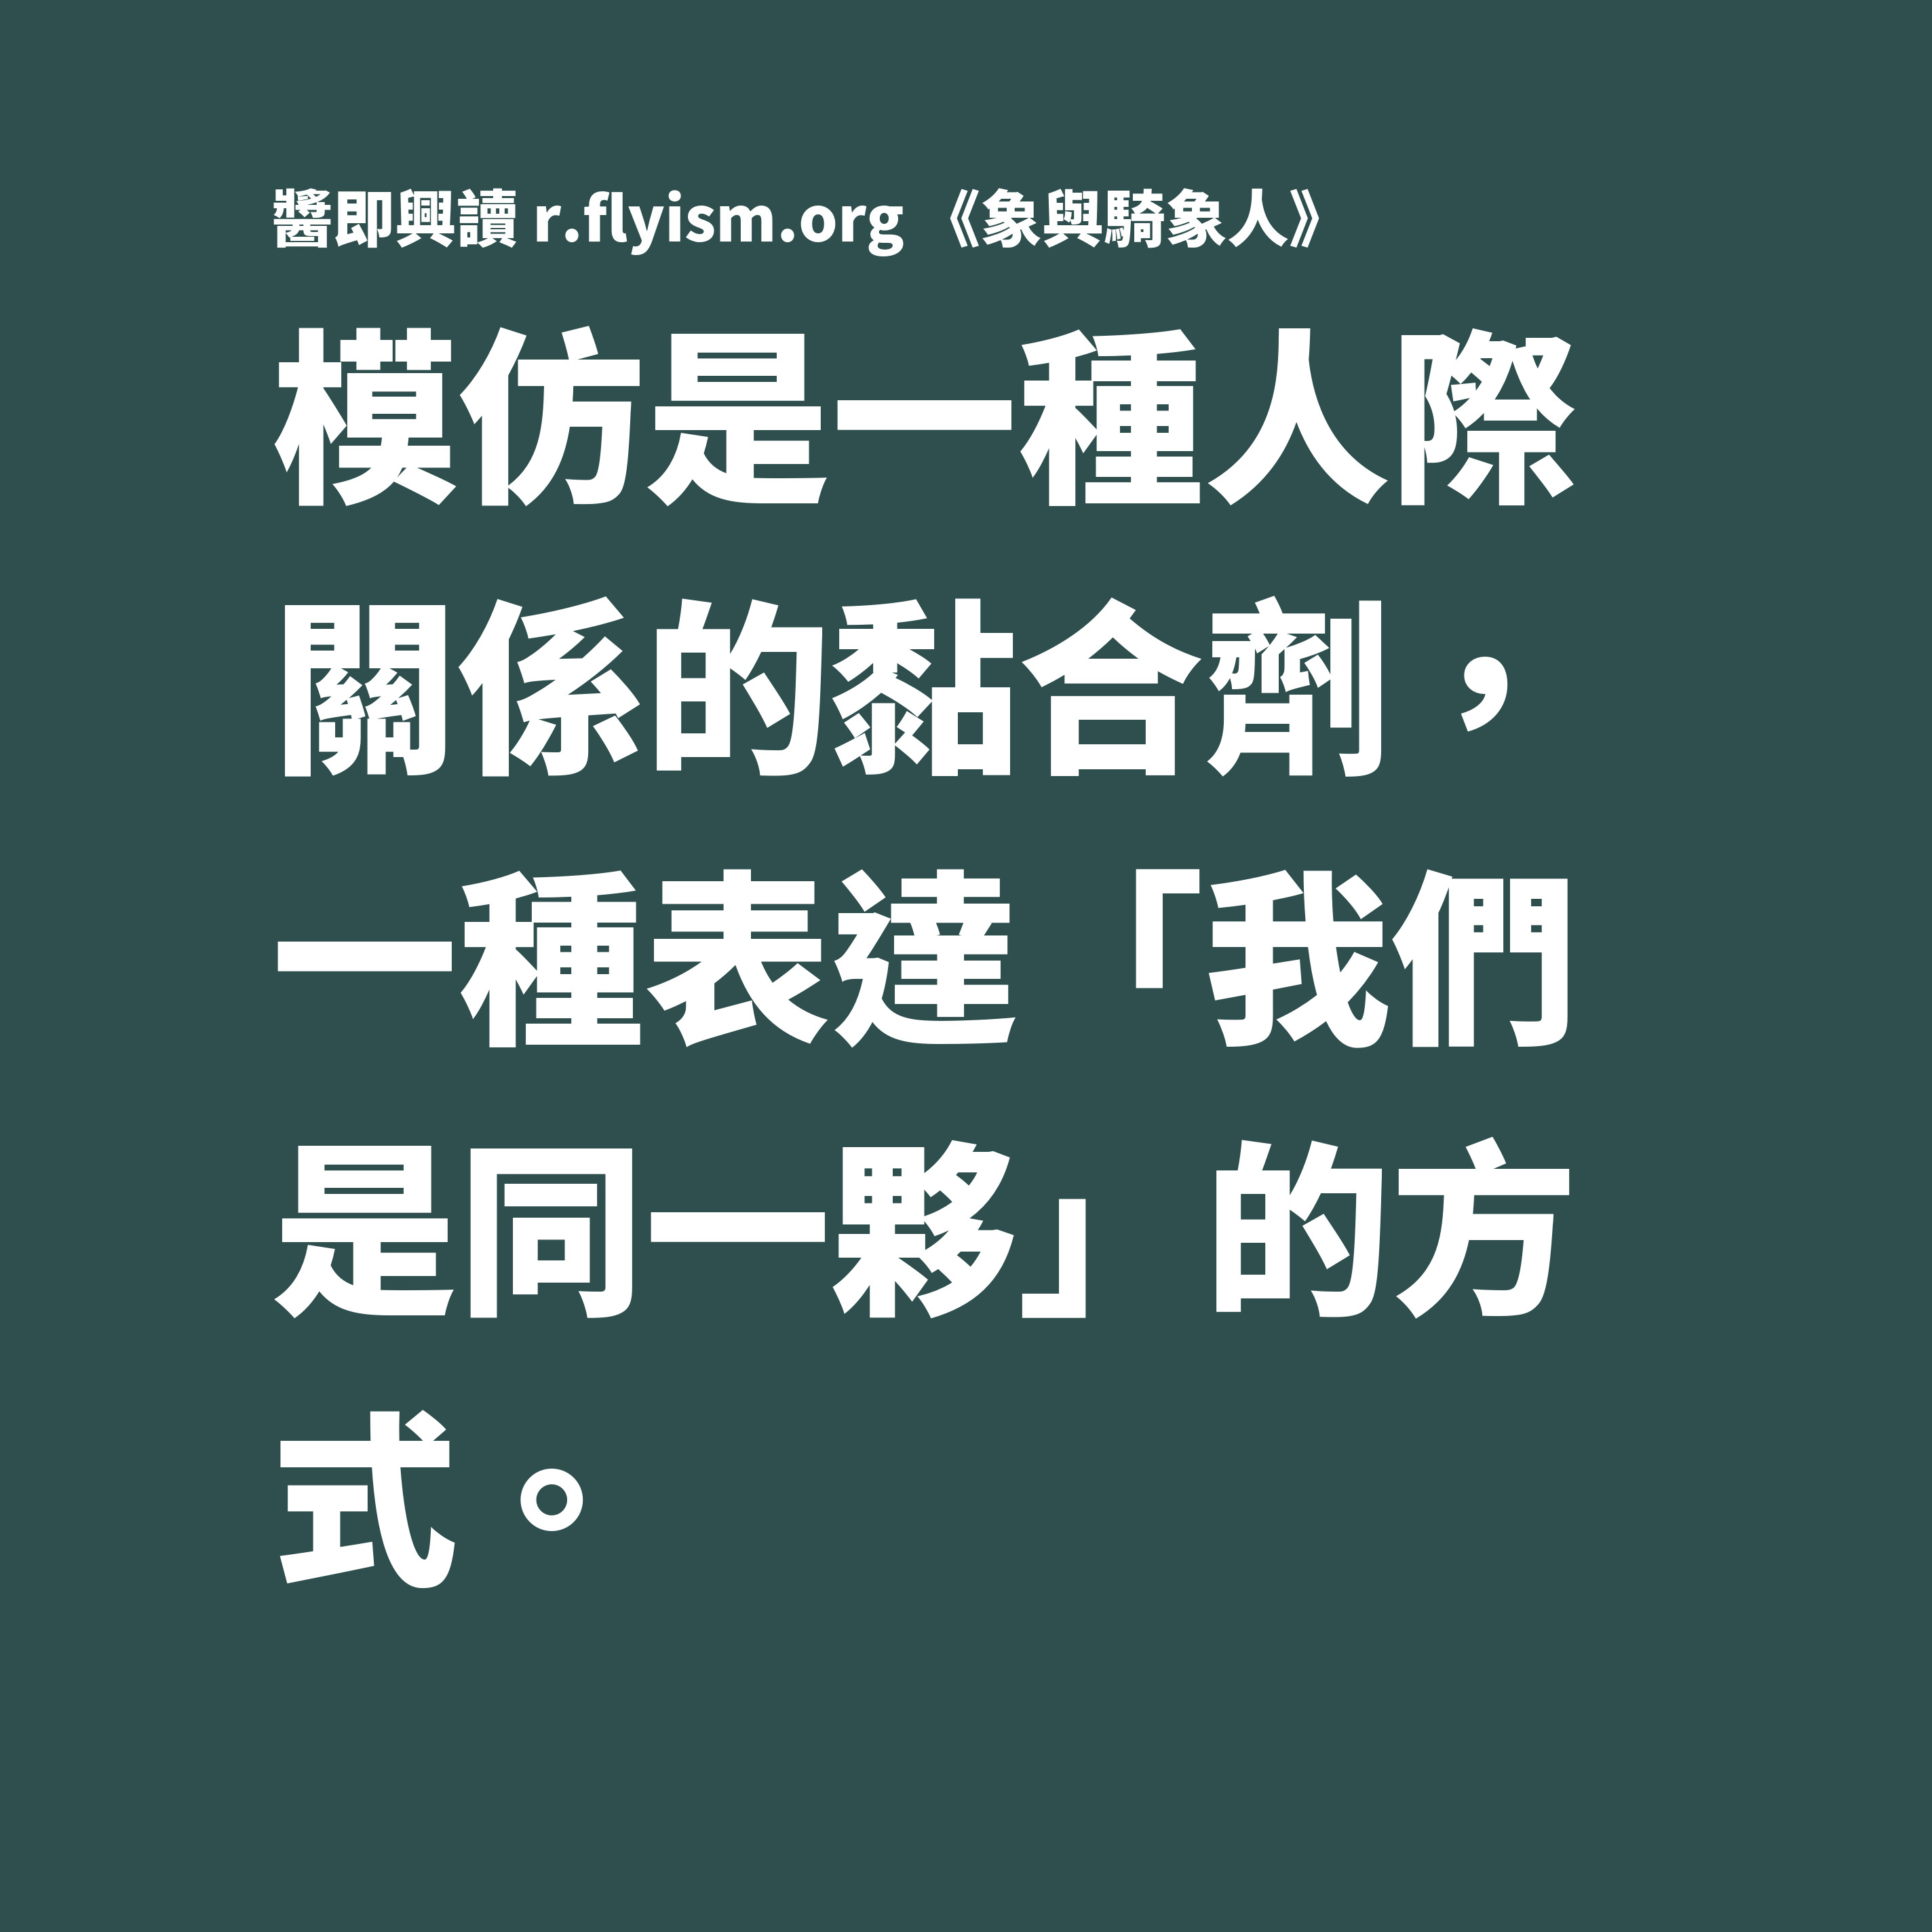 黎即興讀 r.flyism.org《象與騎象人》
模仿是一種人際
關係的黏合劑，
一種表達「我們
是同一夥」的方
式。